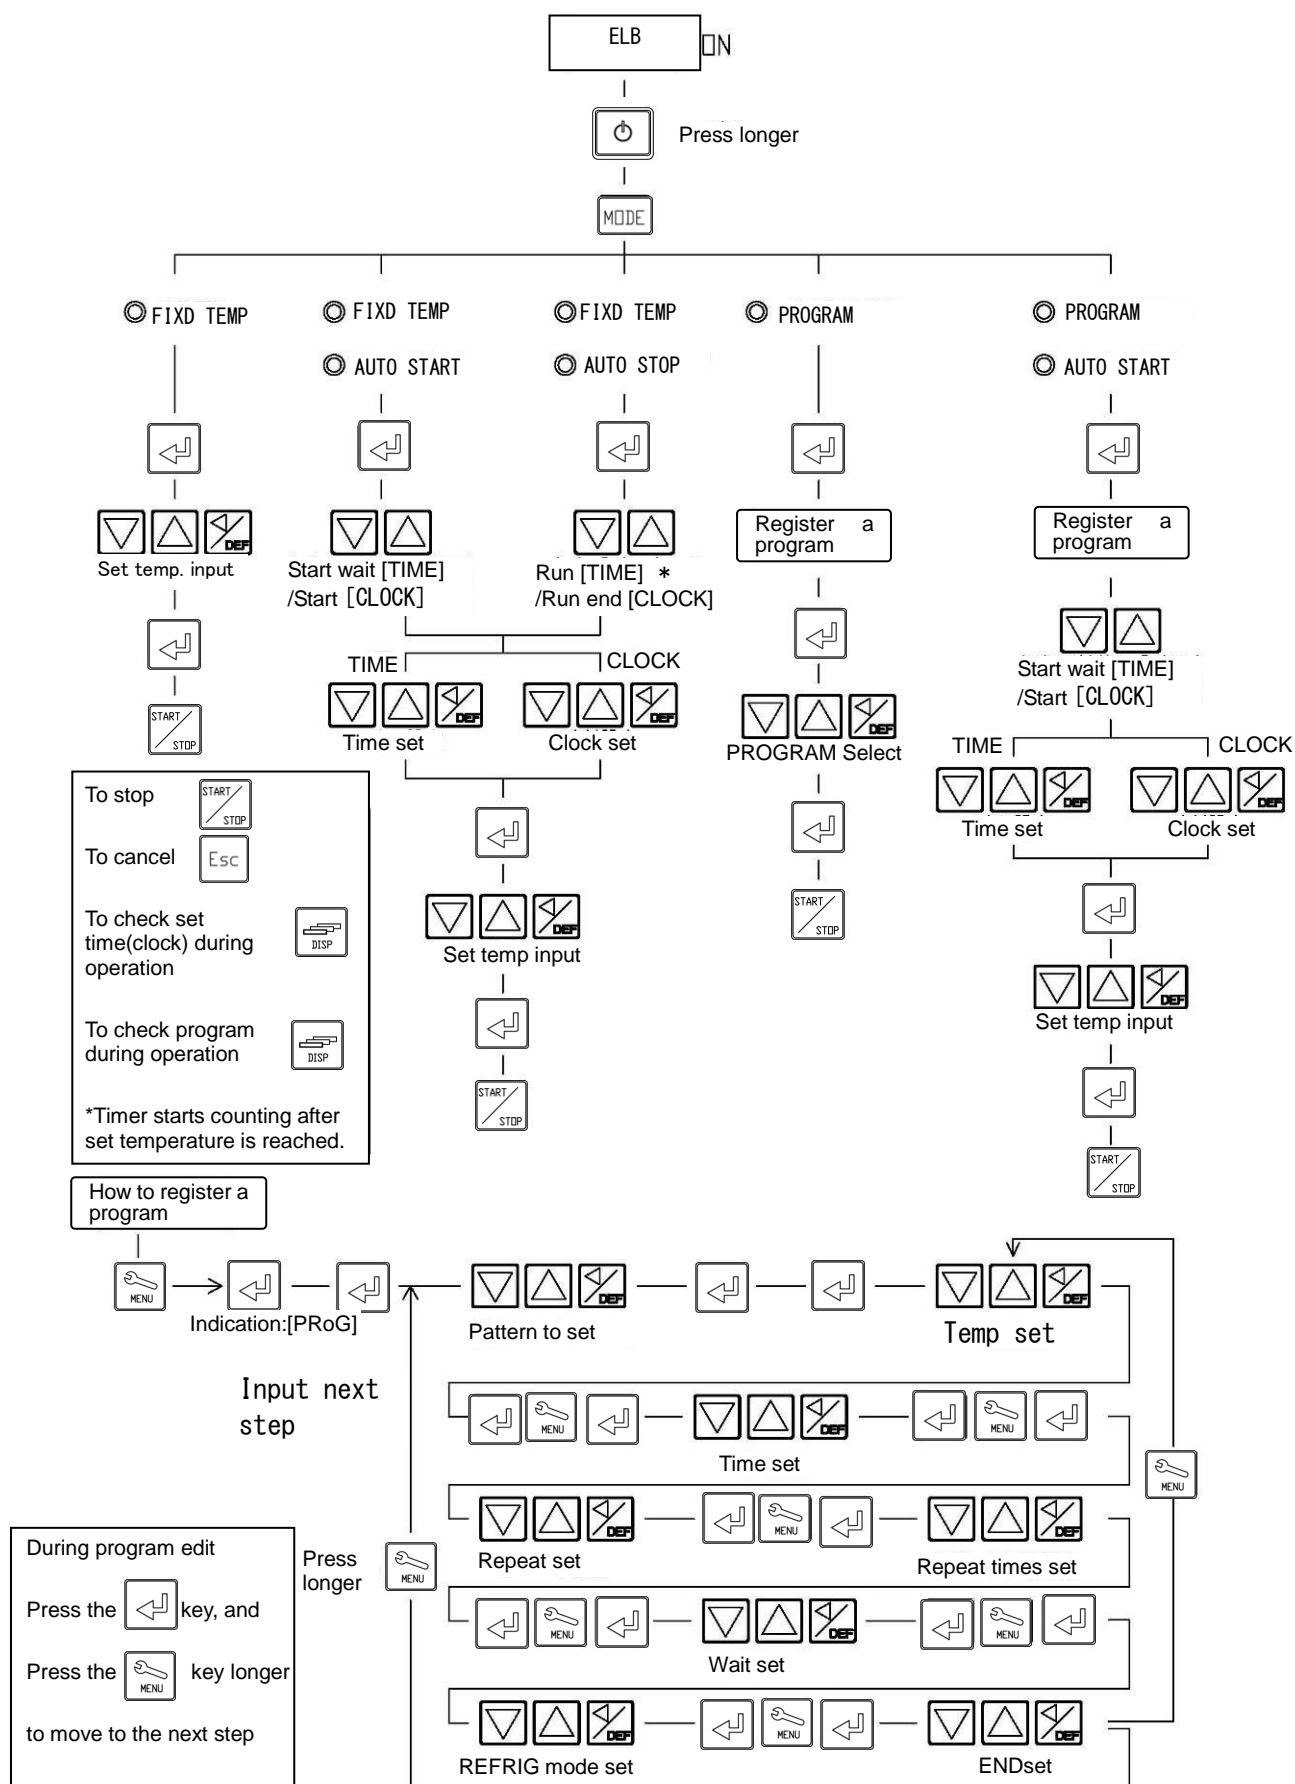 ELB
ON
Press longer
MODE
FIXD TEMP
FIXD TEMP
AUTO START
FIXD TEMP
AUTO STOP
PROGRAM
PROGRAM
AUTO START
DEF
Set temp. input
START/STOP
Start wait [TIME]
/Start [CLOCK]
Run [TIME] *
/Run end [CLOCK]
TIME
CLOCK
DEF
Time set
DEF
Clock set
DEF
Set temp input
START/STOP
Register a
program
DEF
PROGRAM Select
START/STOP
Register a
program
Start wait [TIME]
/Start [CLOCK]
TIME
CLOCK
DEF
Time set
DEF
Clock set
DEF
Set temp input
START/STOP
To stop
START/STOP
To cancel
Esc
To check set
time(clock) during
operation
DISP
To check program
during operation
DISP
*Timer starts counting after
set temperature is reached.
How to register a
program
MENU
Indication:[PRoG]
DEF
Pattern to set
DEF
Temp set
Input next
step
MENU
DEF
Time set
MENU
MENU
DEF
Repeat set
MENU
DEF
Repeat times set
Press
longer
MENU
MENU
DEF
Wait set
MENU
DEF
REFRIG mode set
MENU
DEF
ENDset
During program edit
Press the key, and
Press the MENU key longer
to move to the next step